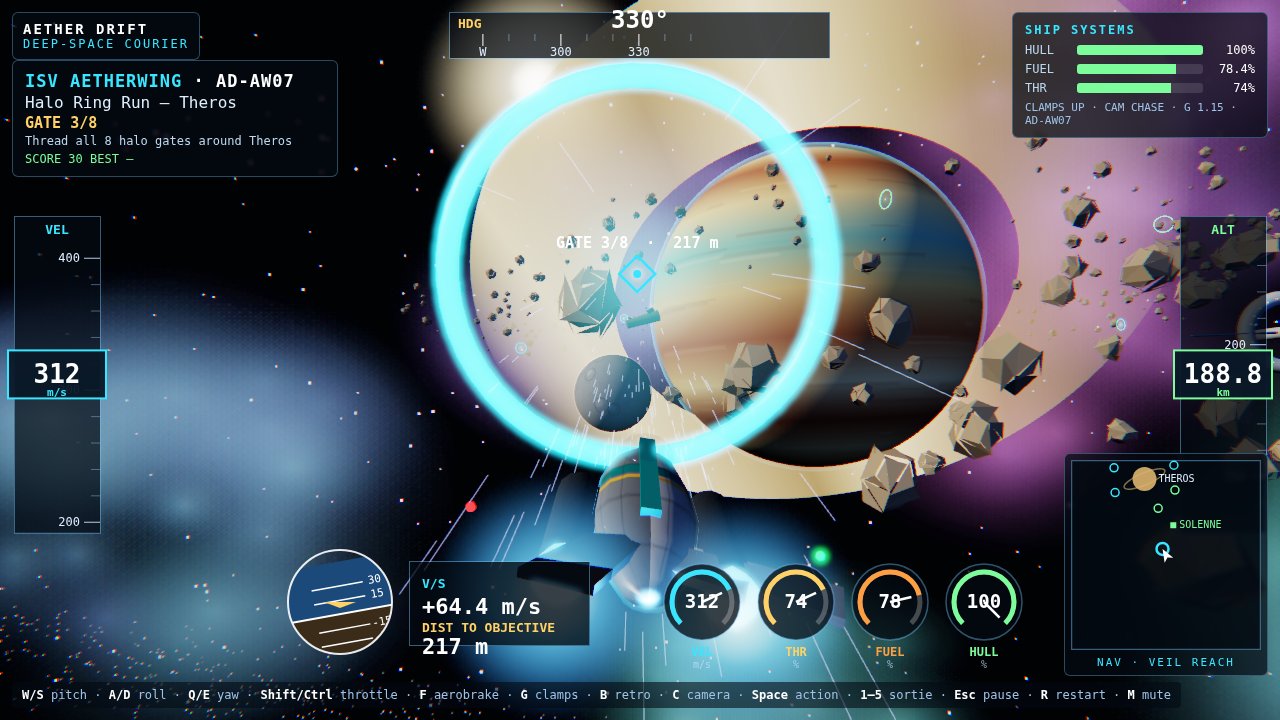 AETHER DRIFT
DEEP-SPACE COURIER
ISV AETHERWING · AD-AW07
Halo Ring Run — Theros
GATE 3/8
Thread all 8 halo gates around Theros
SCORE 30 BEST —
HDG
330°
W 300 330
SHIP SYSTEMS
HULL 100%
FUEL 78.4%
THR 74%
CLAMPS UP · CAM CHASE · G 1.15 ·
AD-AW07
GATE 3/8 · 217 m
VEL
400
312
m/s
200
ALT
200
188.8
km
THEROS
SOLENNE
NAV · VEIL REACH
30
15
-15
V/S
+64.4 m/s
DIST TO OBJECTIVE
217 m
312
VEL
m/s
74
THR
%
78
FUEL
%
100
HULL
%
W/S pitch · A/D roll · Q/E yaw · Shift/Ctrl throttle · F aerobrake · G clamps · B retro · C camera · Space action · 1–5 sortie · Esc pause · R restart · M mute